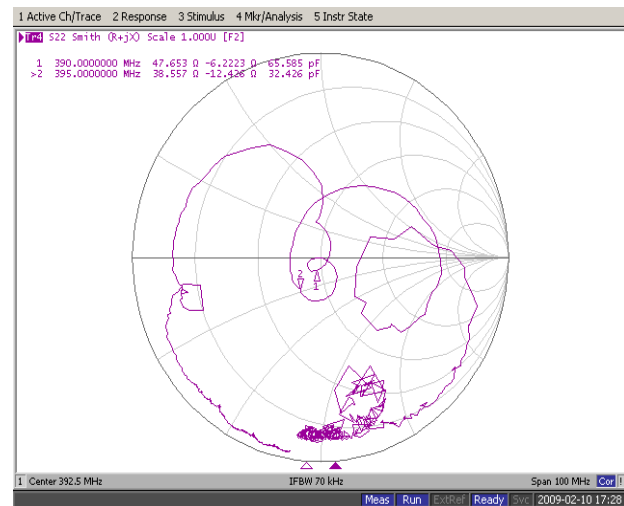 1 Active Ch/Trace 2 Response 3 Stimulus 4 Mkr/Analysis 5 Instr State
Tr4 S22 Smith (R+jX) Scale 1.000U [F2]
1 390.0000000 MHz 47.653 Ω -6.2223 Ω 65.585 pF
>2 395.0000000 MHz 38.557 Ω -12.426 Ω 32.426 pF
2
1
1 Center 392.5 MHz IFBW 70 kHz Span 100 MHz Cor !
Meas Run ExtRef Ready Svc 2009-02-10 17:28